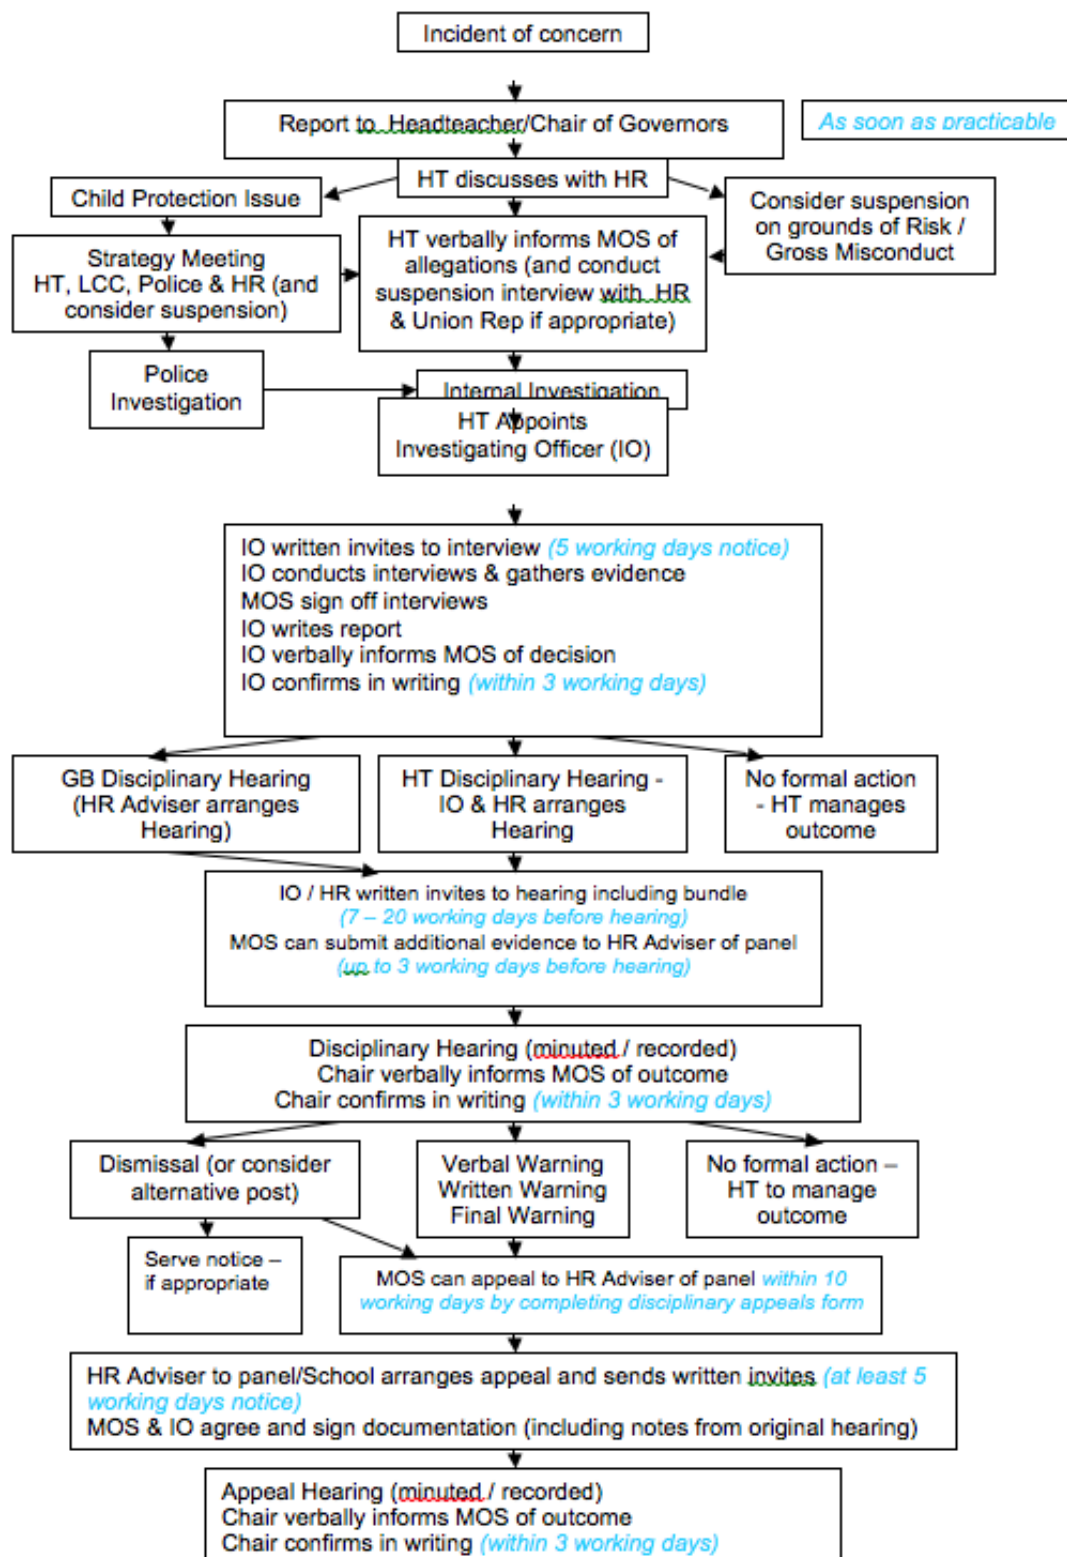 Incident of concern
Report to Headteacher/Chair of Governors
As soon as practicable
HT discusses with HR
Child Protection Issue
Consider suspension
on grounds of Risk /
Gross Misconduct
Strategy Meeting
HT, LCC, Police & HR (and
consider suspension)
HT verbally informs MOS of
allegations (and conduct
suspension interview with HR
& Union Rep if appropriate)
Police
Investigation
Internal Investigation
HT Appoints
Investigating Officer (IO)
IO written invites to interview (5 working days notice)
IO conducts interviews & gathers evidence
MOS sign off interviews
IO writes report
IO verbally informs MOS of decision
IO confirms in writing (within 3 working days)
GB Disciplinary Hearing
(HR Adviser arranges
Hearing)
HT Disciplinary Hearing -
IO & HR arranges
Hearing
No formal action
- HT manages
outcome
IO / HR written invites to hearing including bundle
(7 – 20 working days before hearing)
MOS can submit additional evidence to HR Adviser of panel
(up to 3 working days before hearing)
Disciplinary Hearing (minuted / recorded)
Chair verbally informs MOS of outcome
Chair confirms in writing (within 3 working days)
Dismissal (or consider
alternative post)
Verbal Warning
Written Warning
Final Warning
No formal action –
HT to manage
outcome
Serve notice –
if appropriate
MOS can appeal to HR Adviser of panel within 10
working days by completing disciplinary appeals form
HR Adviser to panel/School arranges appeal and sends written invites (at least 5
working days notice)
MOS & IO agree and sign documentation (including notes from original hearing)
Appeal Hearing (minuted / recorded)
Chair verbally informs MOS of outcome
Chair confirms in writing (within 3 working days)